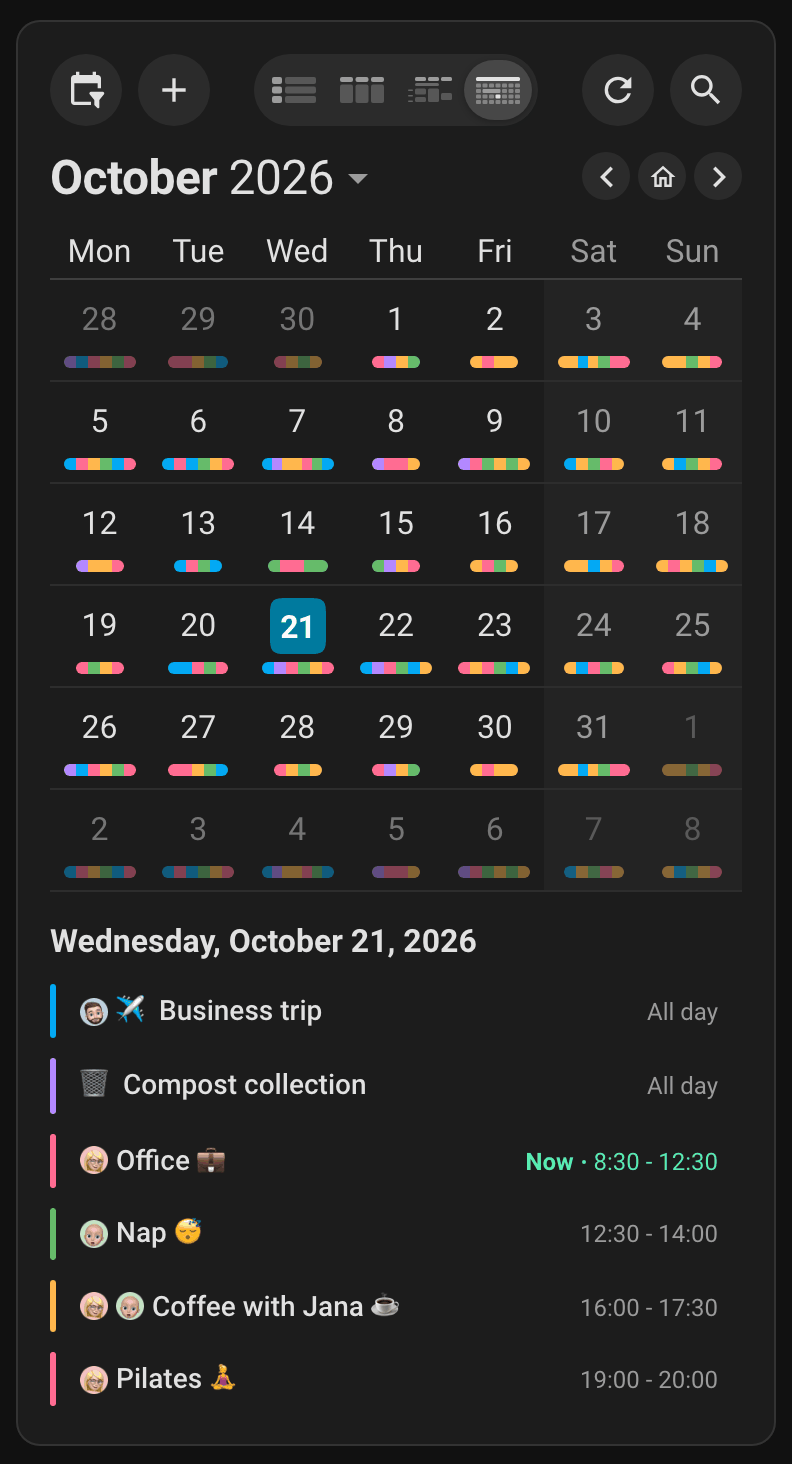 October 2026
Mon Tue Wed Thu Fri Sat Sun
28 29 30 1 2 3 4
5 6 7 8 9 10 11
12 13 14 15 16 17 18
19 20 21 22 23 24 25
26 27 28 29 30 31 1
2 3 4 5 6 7 8
Wednesday, October 21, 2026
Business trip All day
Compost collection All day
Office Now · 8:30 - 12:30
Nap 12:30 - 14:00
Coffee with Jana 16:00 - 17:30
Pilates 19:00 - 20:00